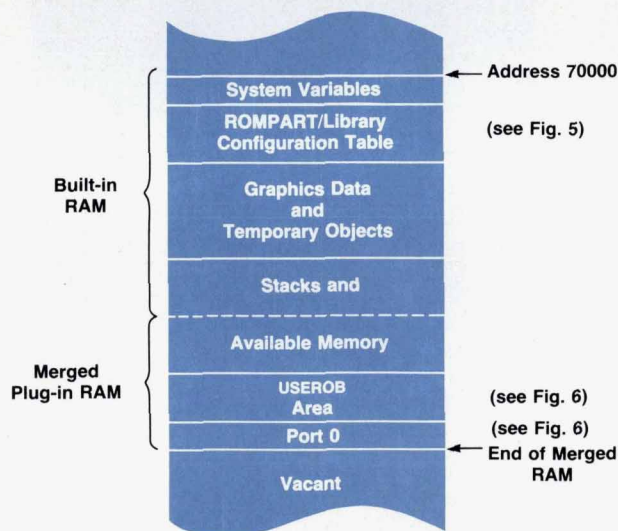 Address 70000
System Variables
ROMPART/Library
Configuration Table
(see Fig. 5)
Built-in
RAM
Graphics Data
and
Temporary Objects
Stacks and
Available Memory
Merged
Plug-in RAM
USEROB
Area
(see Fig. 6)
Port 0
(see Fig. 6)
End of Merged
RAM
Vacant